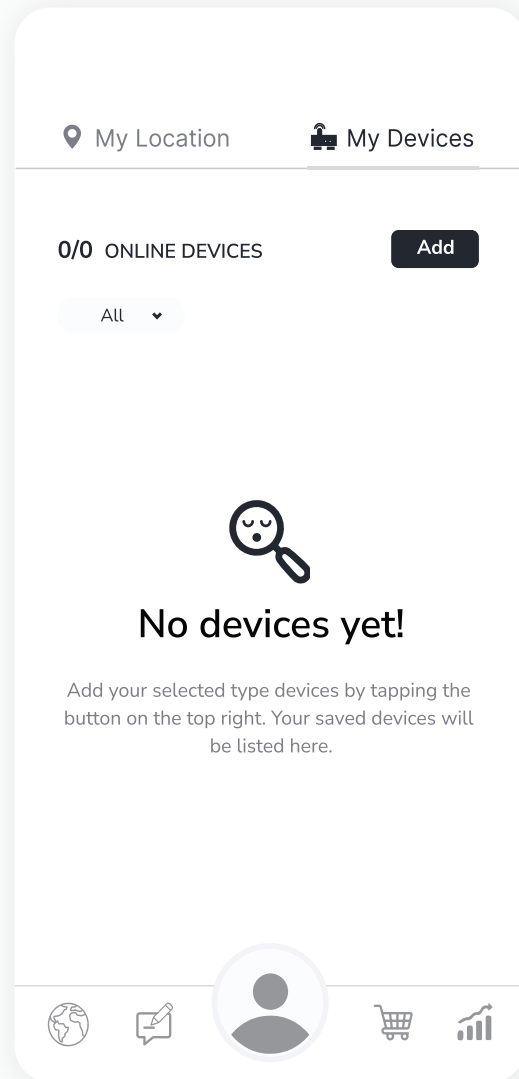 My Location
My Devices
0/0 ONLINE DEVICES
Add
All
No devices yet!
Add your selected type devices by tapping the
button on the top right. Your saved devices will
be listed here.